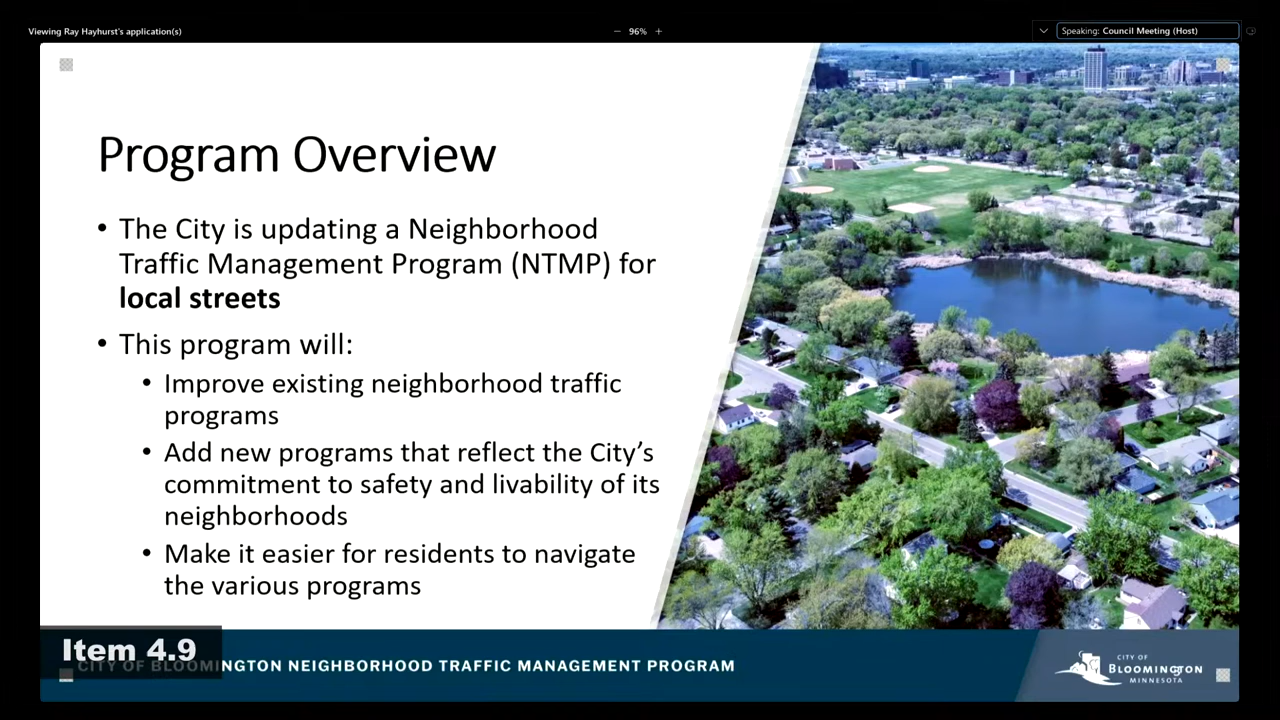 Viewing Ray Hayhurst's application(s)
— 96% +
Speaking: Council Meeting (Host)
Program Overview
• The City is updating a Neighborhood
Traffic Management Program (NTMP) for
local streets
• This program will:
• Improve existing neighborhood traffic
programs
• Add new programs that reflect the City's
commitment to safety and livability of its
neighborhoods
• Make it easier for residents to navigate
the various programs
Item 4.9
CITY OF BLOOMINGTON NEIGHBORHOOD TRAFFIC MANAGEMENT PROGRAM
CITY OF
BLOOMINGTON
MINNESOTA